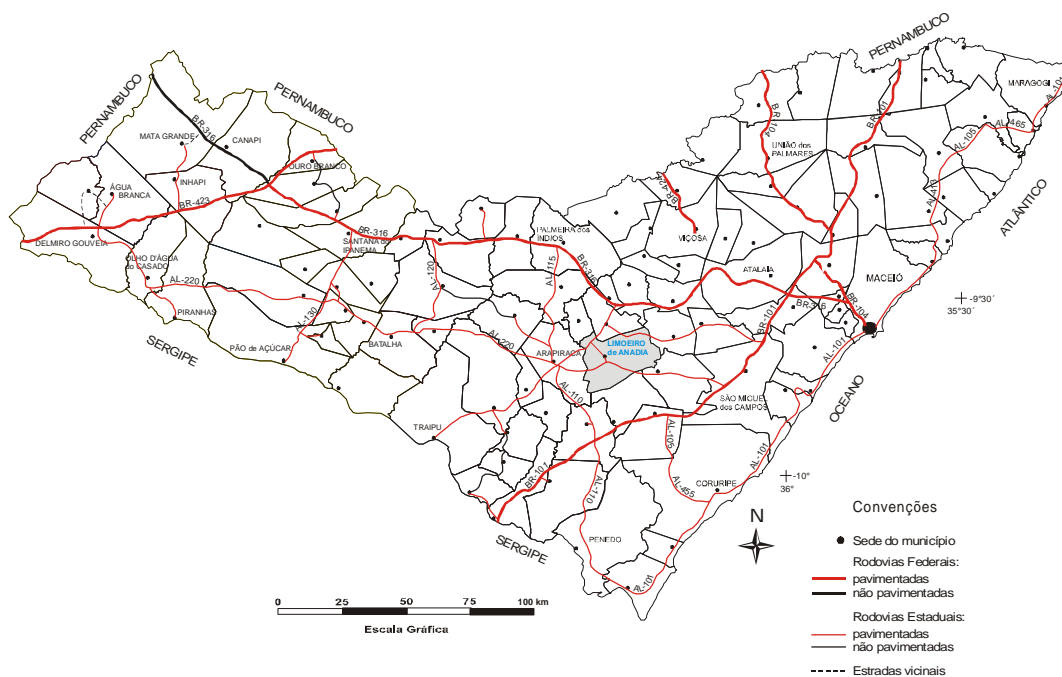 PERNAMBUCO
PERNAMBUCO
PERNAMBUCO
MARAGOGI
AL-101
AL-465
AL-105
AL-413
BR-101
BR-104
UNIÃO dos
PALMARES
BR-316
MATA GRANDE
CANAPI
OURO BRANCO
INHAPI
ÁGUA
BRANCA
BR-423
DELMIRO GOUVEIA
OLHO D'ÁGUA
do CASADO
AL-220
PIRANHAS
BR-316
SANTANA do
IPANEMA
AL-120
AL-130
PÃO de AÇÚCAR
BATALHA
SERGIPE
PALMEIRA dos
ÍNDIOS
AL-115
BR-316
BR-424
VIÇOSA
ATALAIA
MACEIÓ
ATLÂNTICO
-9°30´
35°30´
BR-316
BR-104
BR-101
AL-101
AL-220
ARAPIRACA
LIMOEIRO
de ANADIA
AL-110
TRAIPU
SÃO MIGUEL
dos CAMPOS
OCEANO
AL-105
AL-101
AL-455
CORURIPE
-10°
36°
BR-101
AL-110
SERGIPE
PENEDO
AL-101
N
0 25 50 75 100 km
Escala Gráfica
Convenções
Sede do município
Rodovias Federais:
pavimentadas
não pavimentadas
Rodovias Estaduais:
pavimentadas
não pavimentadas
Estradas vicinais